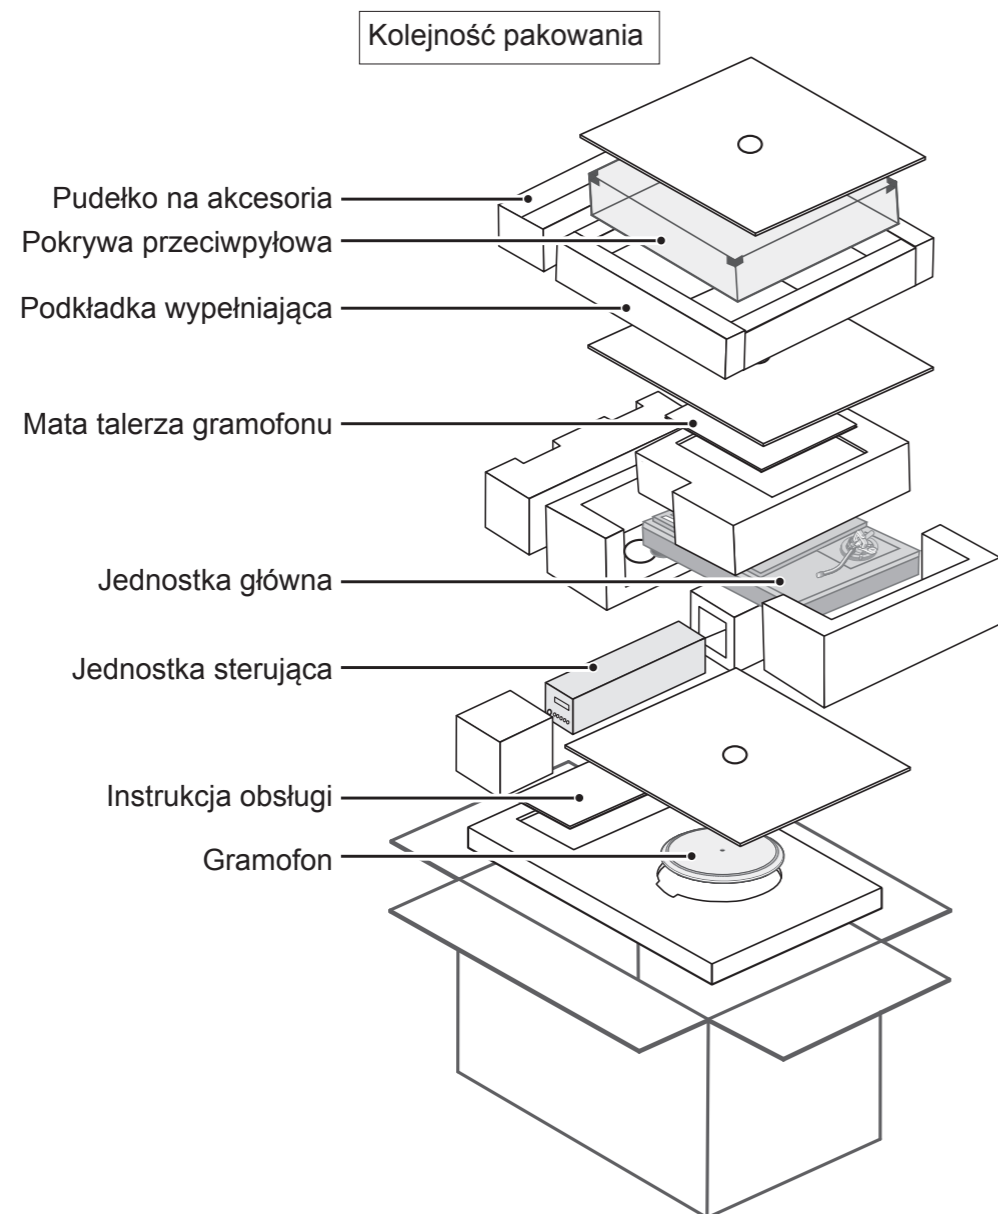 Kolejność pakowania
Pudełko na akcesoria
Pokrywa przeciwpyłowa
Podkładka wypełniająca
Mata talerza gramofonu
Jednostka główna
Jednostka sterująca
Instrukcja obsługi
Gramofon